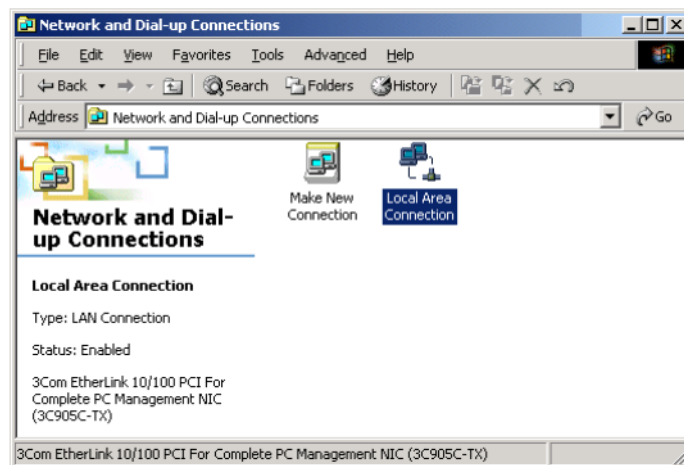 Network and Dial-up Connections
File Edit View Favorites Tools Advanced Help
Back Search Folders History
Address Network and Dial-up Connections Go
Make New
Connection
Local Area
Connection
Network and Dial-
up Connections
Local Area Connection
Type: LAN Connection
Status: Enabled
3Com EtherLink 10/100 PCI For
Complete PC Management NIC
(3C905C-TX)
3Com EtherLink 10/100 PCI For Complete PC Management NIC (3C905C-TX)